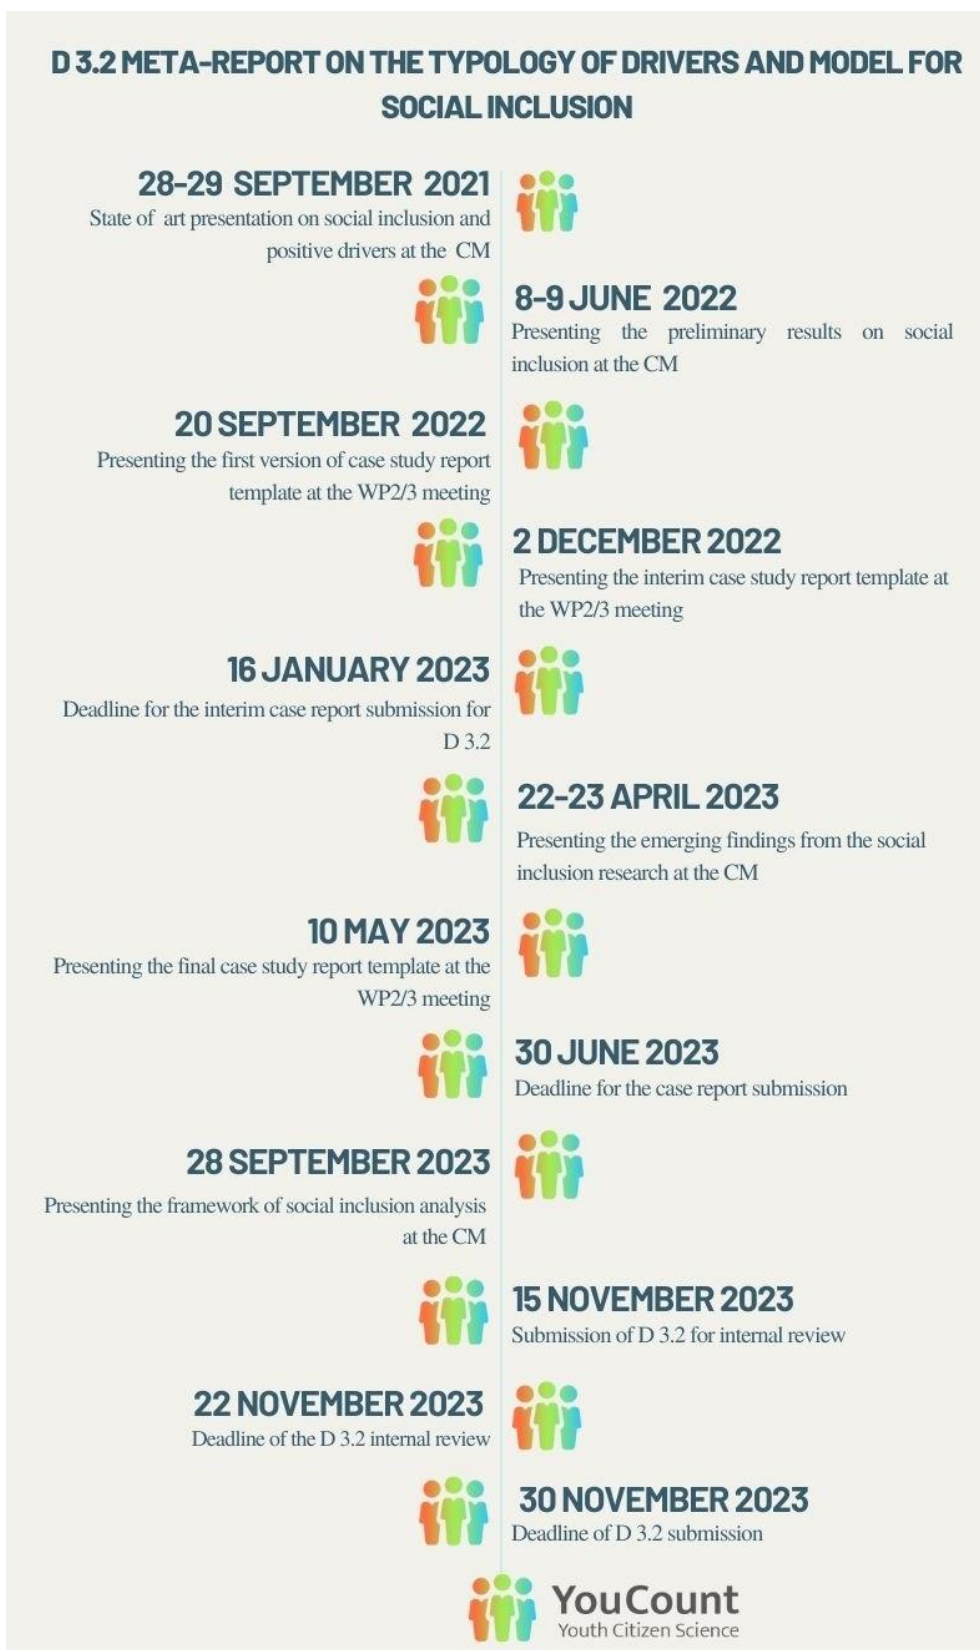 D 3.2 META-REPORT ON THE TYPOLOGY OF DRIVERS AND MODEL FOR
SOCIAL INCLUSION
28-29 SEPTEMBER 2021
State of art presentation on social inclusion and
positive drivers at the CM
8-9 JUNE 2022
Presenting the preliminary results on social
inclusion at the CM
20 SEPTEMBER 2022
Presenting the first version of case study report
template at the WP2/3 meeting
2 DECEMBER 2022
Presenting the interim case study report template at
the WP2/3 meeting
16 JANUARY 2023
Deadline for the interim case report submission for
D 3.2
22-23 APRIL 2023
Presenting the emerging findings from the social
inclusion research at the CM
10 MAY 2023
Presenting the final case study report template at the
WP2/3 meeting
30 JUNE 2023
Deadline for the case report submission
28 SEPTEMBER 2023
Presenting the framework of social inclusion analysis
at the CM
15 NOVEMBER 2023
Submission of D 3.2 for internal review
22 NOVEMBER 2023
Deadline of the D 3.2 internal review
30 NOVEMBER 2023
Deadline of D 3.2 submission
YouCount
Youth Citizen Science